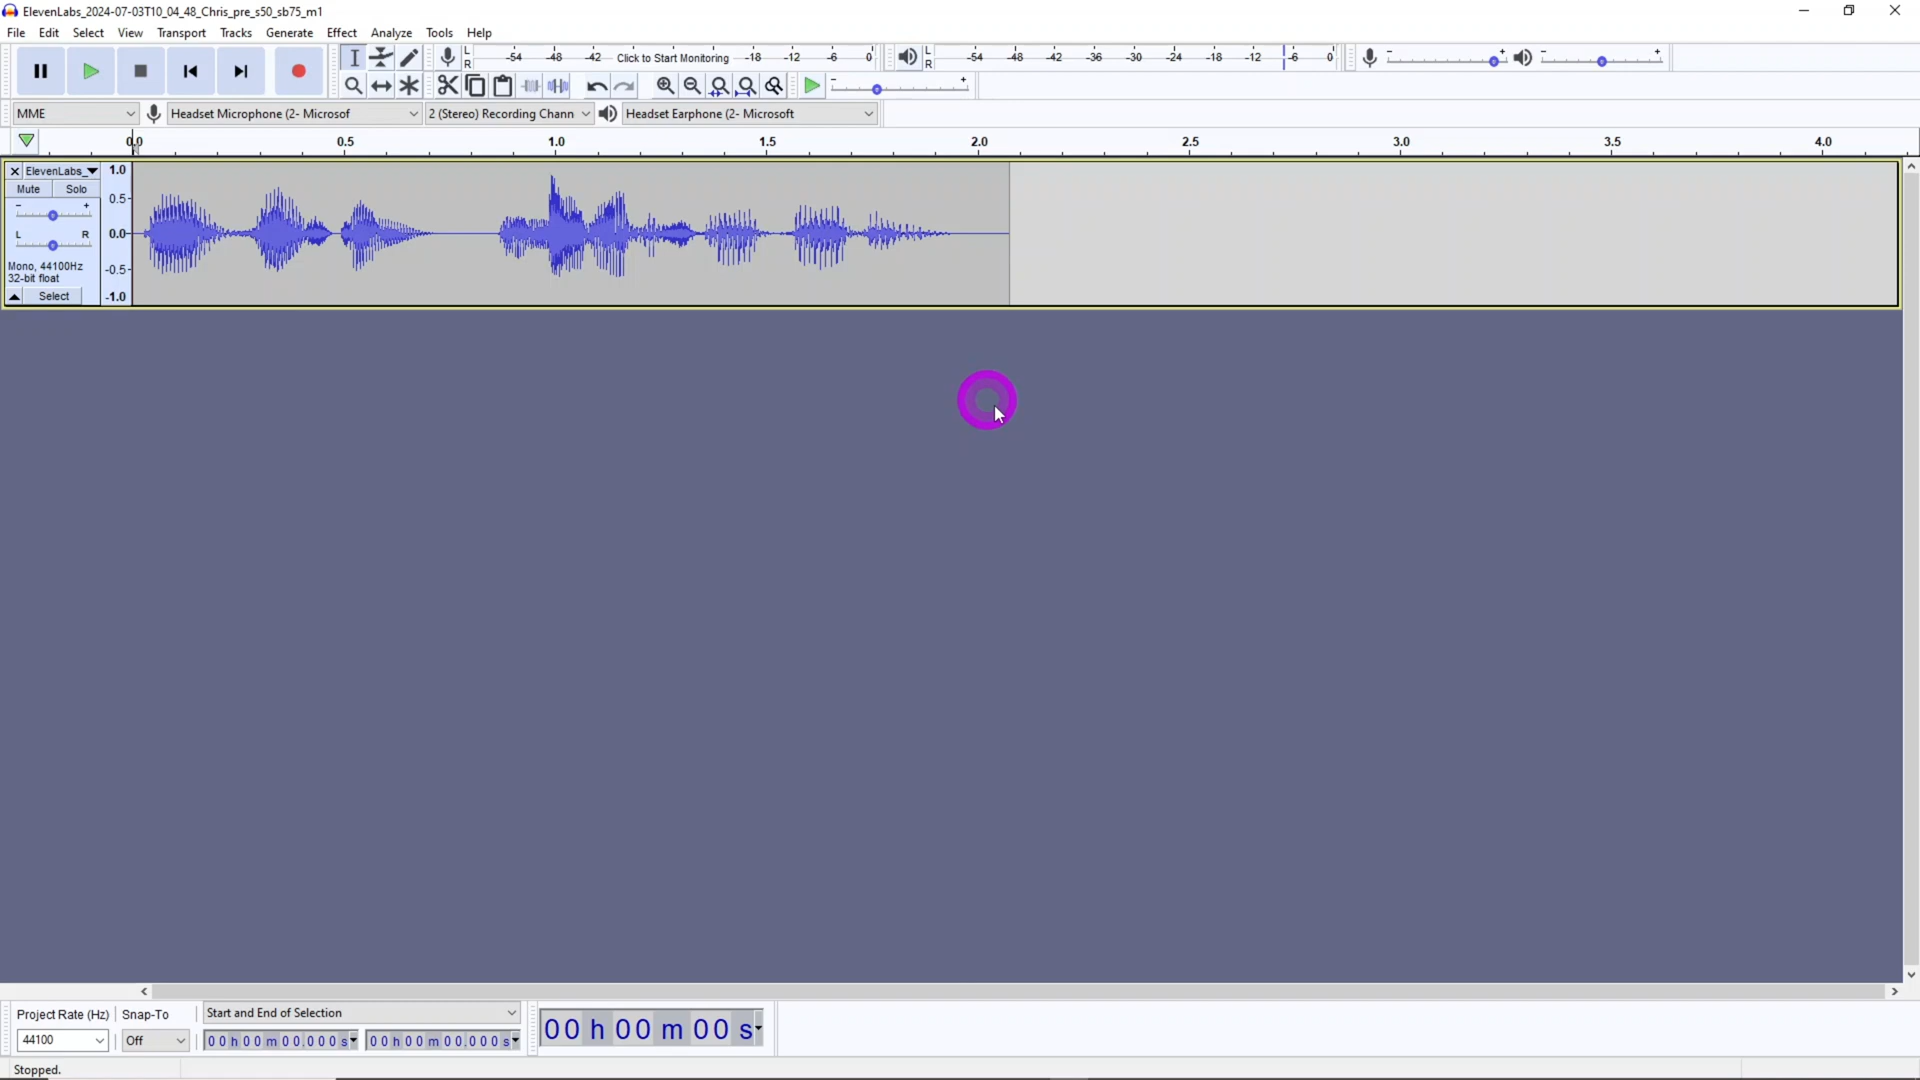 ElevenLabs_2024-07-03T10_04_48_Chris_pre_s50_sb75_m1
File Edit Select View Transport Tracks Generate Effect Analyze Tools Help
L R -54 -48 -42 Click to Start Monitoring -18 -12 -6 0 L R -54 -48 -42 -36 -30 -24 -18 -12 -6 0 - + - +
- +
MME Headset Microphone (2- Microsof 2 (Stereo) Recording Chann Headset Earphone (2- Microsoft
0.0 0.5 1.0 1.5 2.0 2.5 3.0 3.5 4.0
ElevenLabs_ 1.0
Mute Solo
- + 0.5
L R 0.0
Mono, 44100Hz -0.5
32-bit float
Select -1.0
Project Rate (Hz) Snap-To Start and End of Selection
44100 Off 00 h 00 m 00.000 s 00 h 00 m 00.000 s 00 h 00 m 00 s
Stopped.